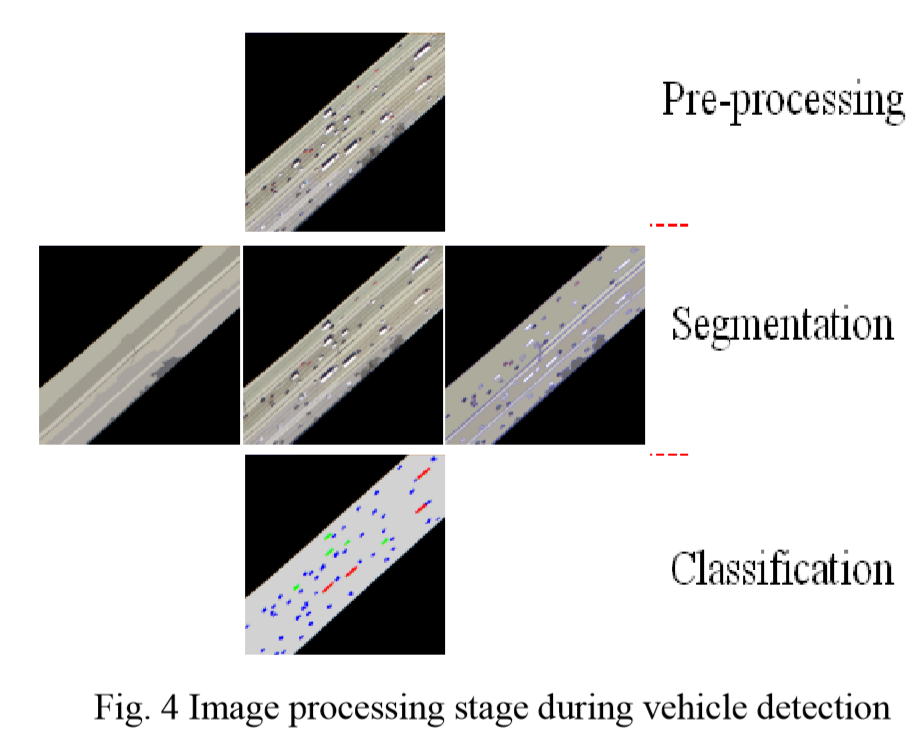 Pre-processing
Segmentation
Classification
Fig. 4 Image processing stage during vehicle detection